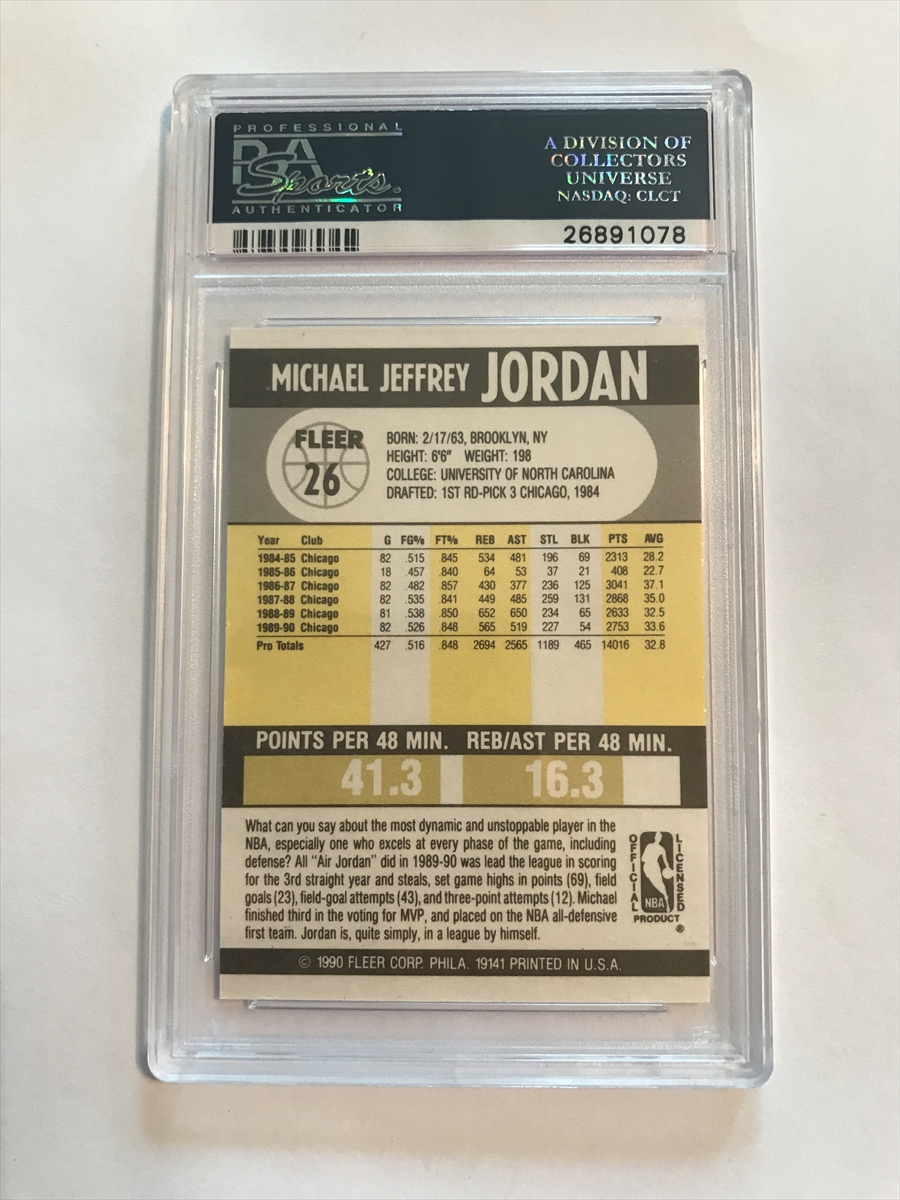 PROFESSIONAL
PSA
Sports
AUTHENTICATOR
A DIVISION OF
COLLECTORS
UNIVERSE
NASDAQ: CLCT
26891078
MICHAEL JEFFREY JORDAN
FLEER
26
BORN: 2/17/63, BROOKLYN, NY
HEIGHT: 6'6" WEIGHT: 198
COLLEGE: UNIVERSITY OF NORTH CAROLINA
DRAFTED: 1ST RD-PICK 3 CHICAGO, 1984
Year Club G FG% FT% REB AST STL BLK PTS AVG
1984-85 Chicago 82 .515 .845 534 481 196 69 2313 28.2
1985-86 Chicago 18 .457 .840 64 53 37 21 408 22.7
1986-87 Chicago 82 .482 .857 430 377 236 125 3041 37.1
1987-88 Chicago 82 .535 .841 449 485 259 131 2868 35.0
1988-89 Chicago 81 .538 .850 652 650 234 65 2633 32.5
1989-90 Chicago 82 .526 .848 565 519 227 54 2753 33.6
Pro Totals 427 .516 .848 2694 2565 1189 465 14016 32.8
POINTS PER 48 MIN. REB/AST PER 48 MIN.
41.3 16.3
What can you say about the most dynamic and unstoppable player in the
NBA, especially one who excels at every phase of the game, including
defense? All "Air Jordan" did in 1989-90 was lead the league in scoring
for the 3rd straight year and steals, set game highs in points (69), field
goals (23), field-goal attempts (43), and three-point attempts (12). Michael
finished third in the voting for MVP, and placed on the NBA all-defensive
first team. Jordan is, quite simply, in a league by himself.
OFFICIAL
NBA
LICENSED
PRODUCT
®
© 1990 FLEER CORP. PHILA. 19141 PRINTED IN U.S.A.